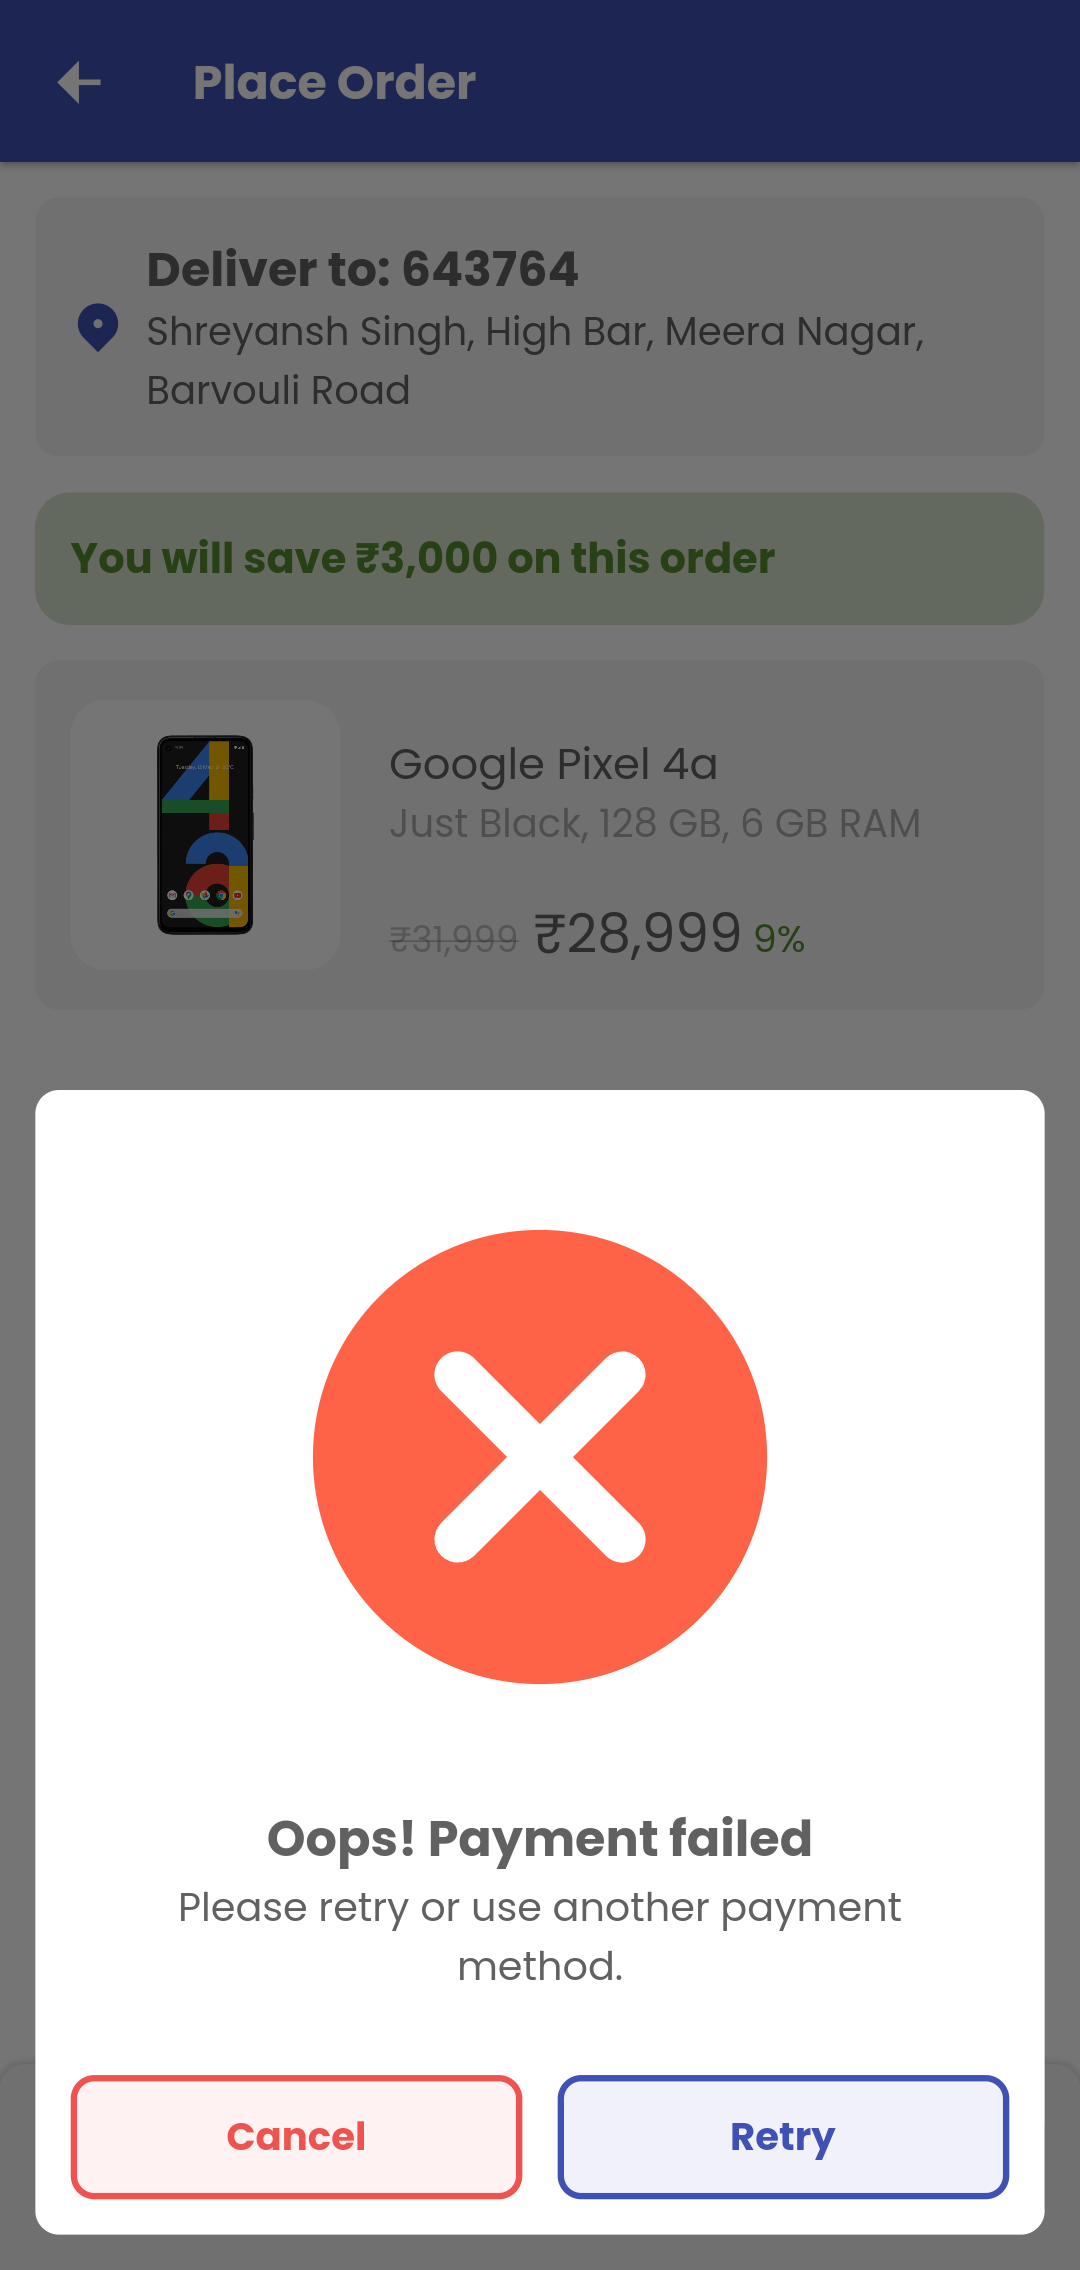 Place Order
Deliver to: 643764
Shreyansh Singh, High Bar, Meera Nagar,
Barvouli Road
You will save ₹3,000 on this order
Google Pixel 4a
Just Black, 128 GB, 6 GB RAM
₹31,999 ₹28,999 9%
Oops! Payment failed
Please retry or use another payment
method.
Cancel
Retry